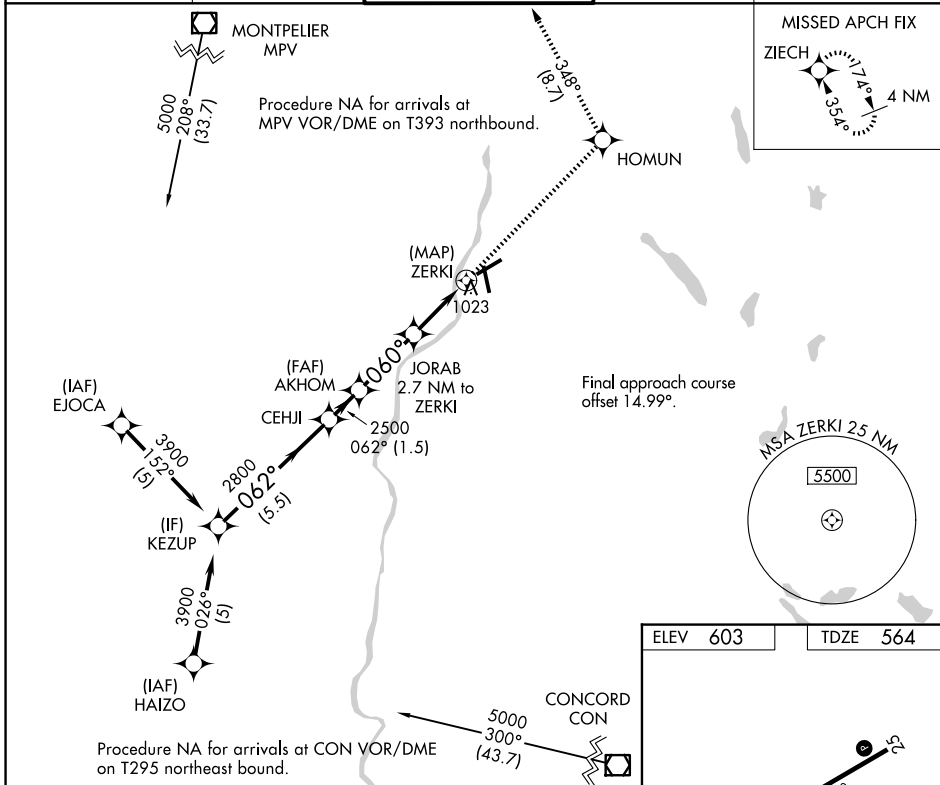 MONTPELIER
MPV
5000
208°
(33.7)
Procedure NA for arrivals at
MPV VOR/DME on T393 northbound.
348°
(8.7)
HOMUN
MISSED APCH FIX
ZIECH
174°
4 NM
354°
(MAP)
ZERKI
1023
060°
JORAB
2.7 NM to
ZERKI
(FAF)
AKHOM
CEHJI
2500
062° (1.5)
(IAF)
EJOCA
3900
152°
(5)
2800
062°
(5.5)
(IF)
KEZUP
3900
026°
(5)
(IAF)
HAIZO
Final approach course
offset 14.99°.
MSA ZERKI 25 NM
5500
ELEV 603
TDZE 564
CONCORD
CON
5000
300°
(43.7)
Procedure NA for arrivals at CON VOR/DME
on T295 northeast bound.
P
25